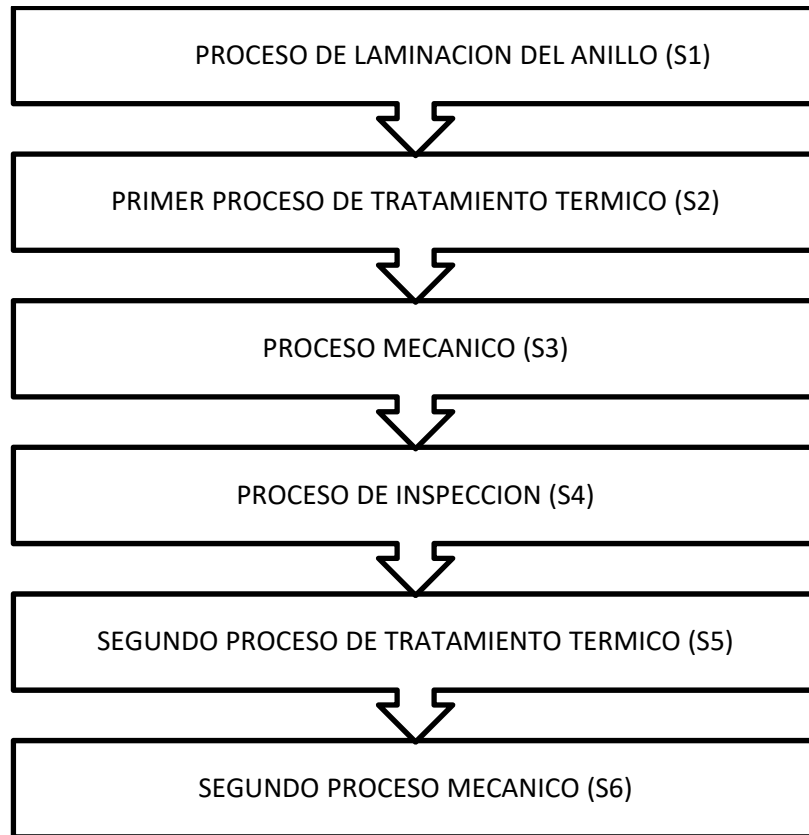 PROCESO DE LAMINACION DEL ANILLO (S1)
PRIMER PROCESO DE TRATAMIENTO TERMICO (S2)
PROCESO MECANICO (S3)
PROCESO DE INSPECCION (S4)
SEGUNDO PROCESO DE TRATAMIENTO TERMICO (S5)
SEGUNDO PROCESO MECANICO (S6)